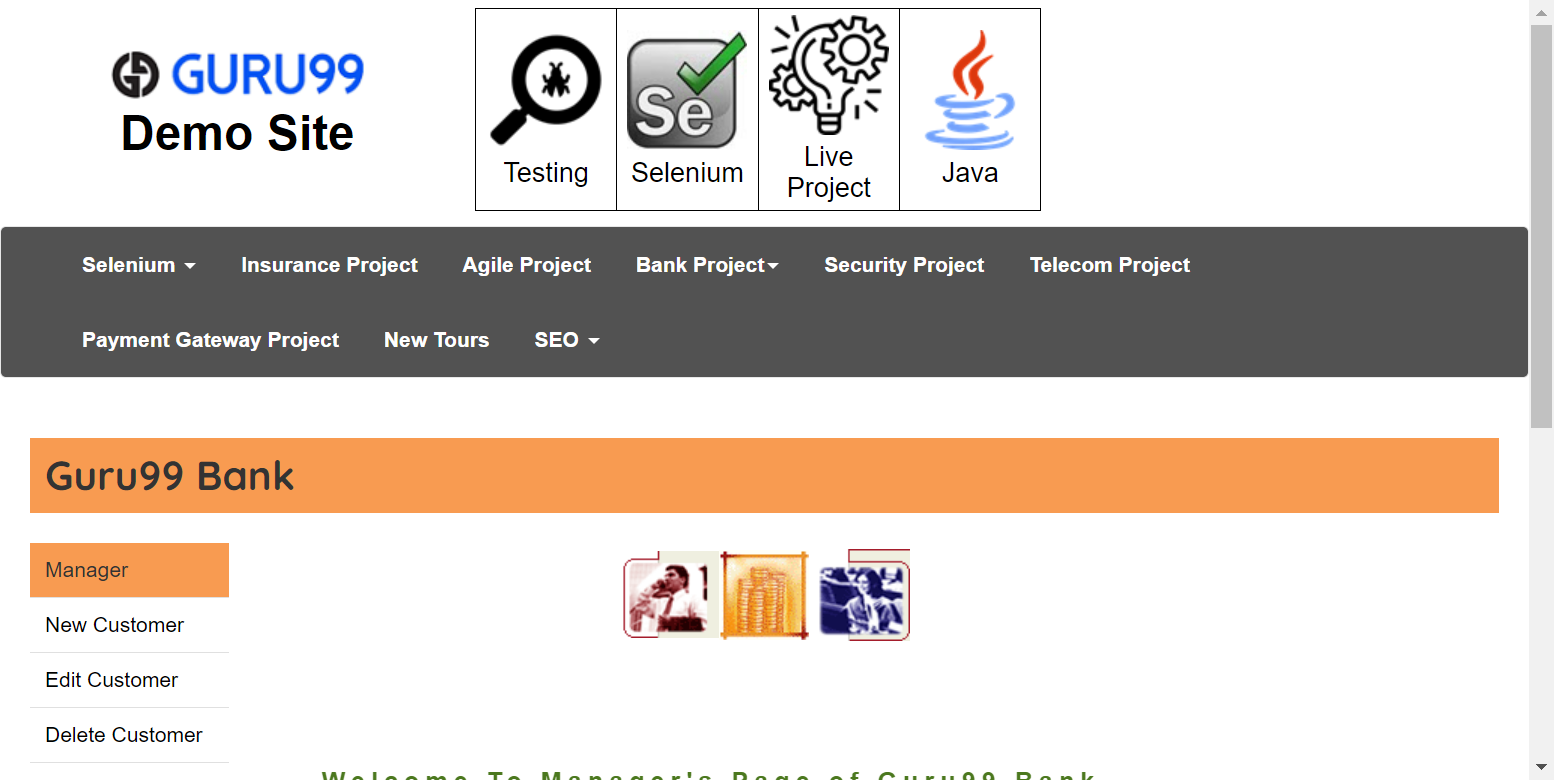 GURU99
Demo Site
Testing
Se
Selenium
Live
Project
Java
Selenium
Insurance Project
Agile Project
Bank Project
Security Project
Telecom Project
Payment Gateway Project
New Tours
SEO
Guru99 Bank
Manager
New Customer
Edit Customer
Delete Customer
Welcome To Manager's Page of Guru99 Bank